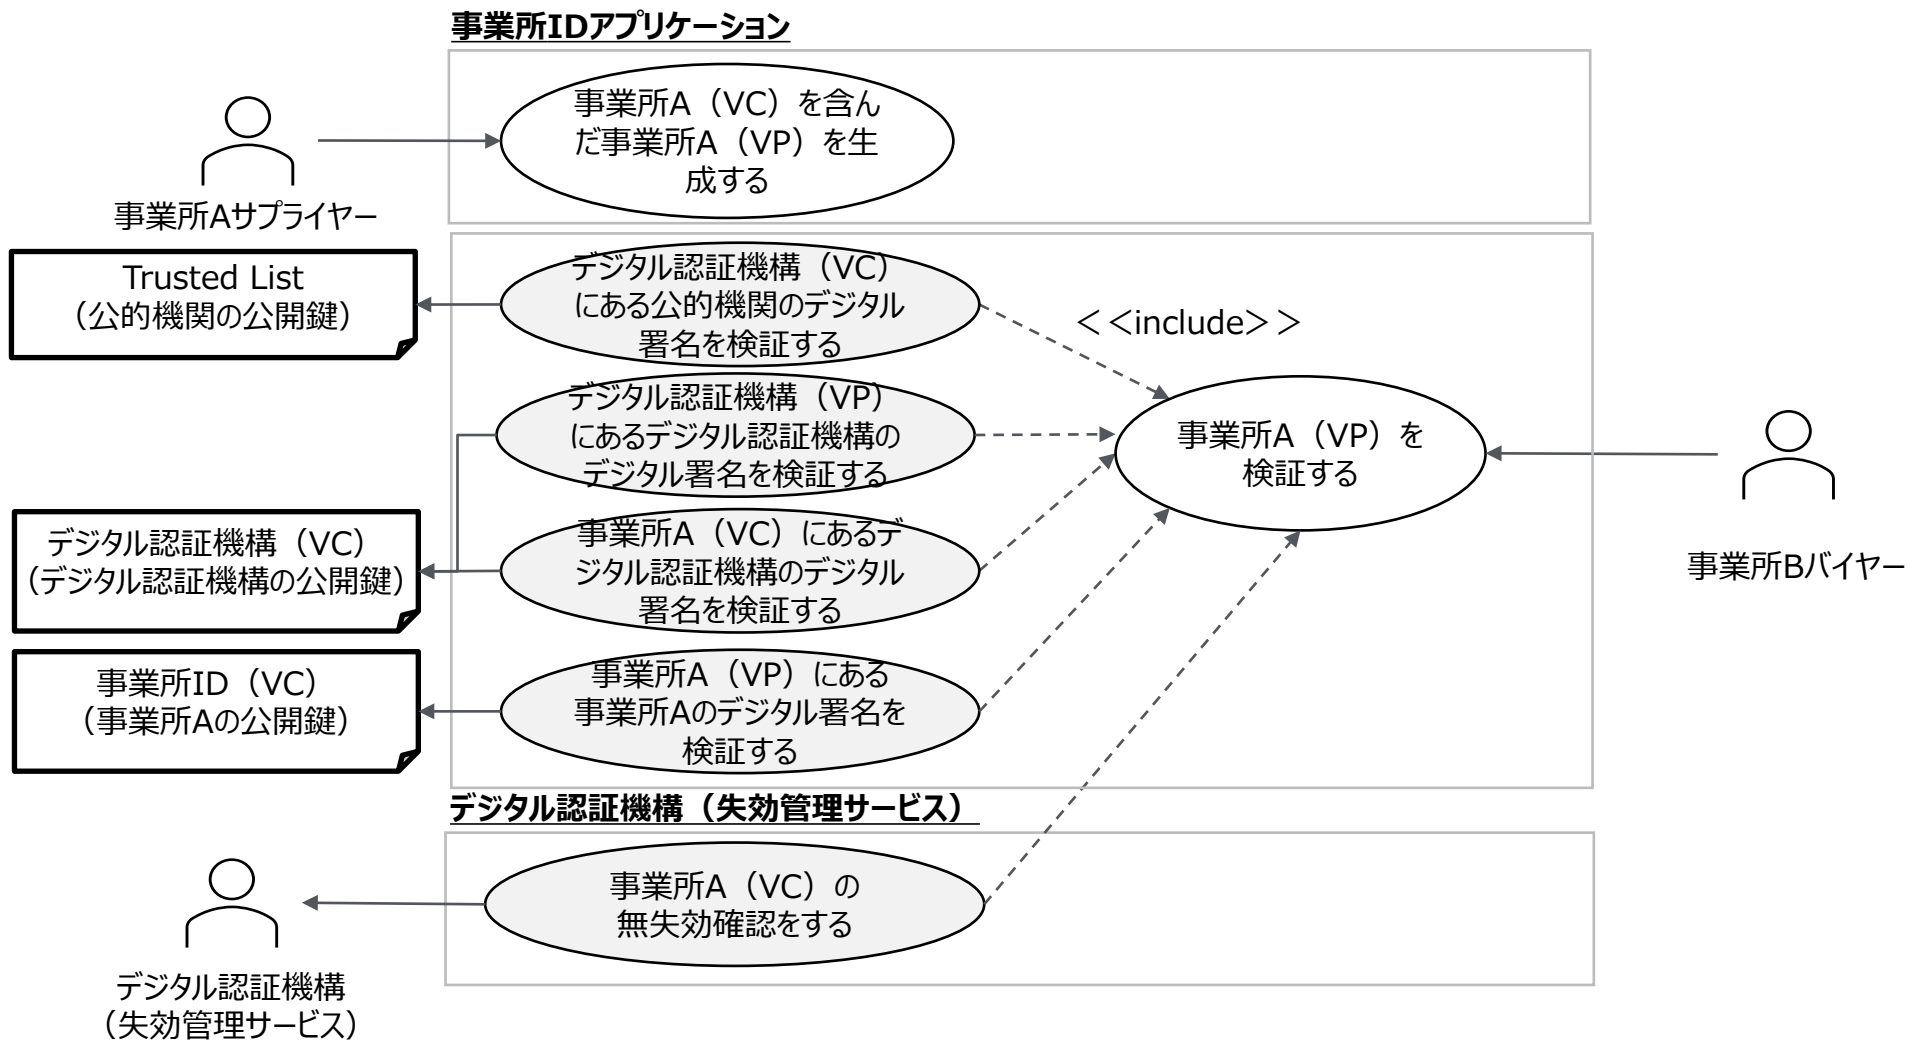 事業所IDアプリケーション
事業所A（VC）を含ん
だ事業所A（VP）を生
成する
事業所Aサプライヤー
Trusted List
（公的機関の公開鍵）
デジタル認証機構（VC）
にある公的機関のデジタル
署名を検証する
＜<include>＞
デジタル認証機構（VP）
にあるデジタル認証機構の
デジタル署名を検証する
事業所A（VP）を
検証する
事業所Bバイヤー
デジタル認証機構（VC）
（デジタル認証機構の公開鍵）
事業所A（VC）にあるデ
ジタル認証機構のデジタル
署名を検証する
事業所ID（VC）
（事業所Aの公開鍵）
事業所A（VP）にある
事業所Aのデジタル署名を
検証する
デジタル認証機構（失効管理サービス）
事業所A（VC）の
無失効確認をする
デジタル認証機構
（失効管理サービス）